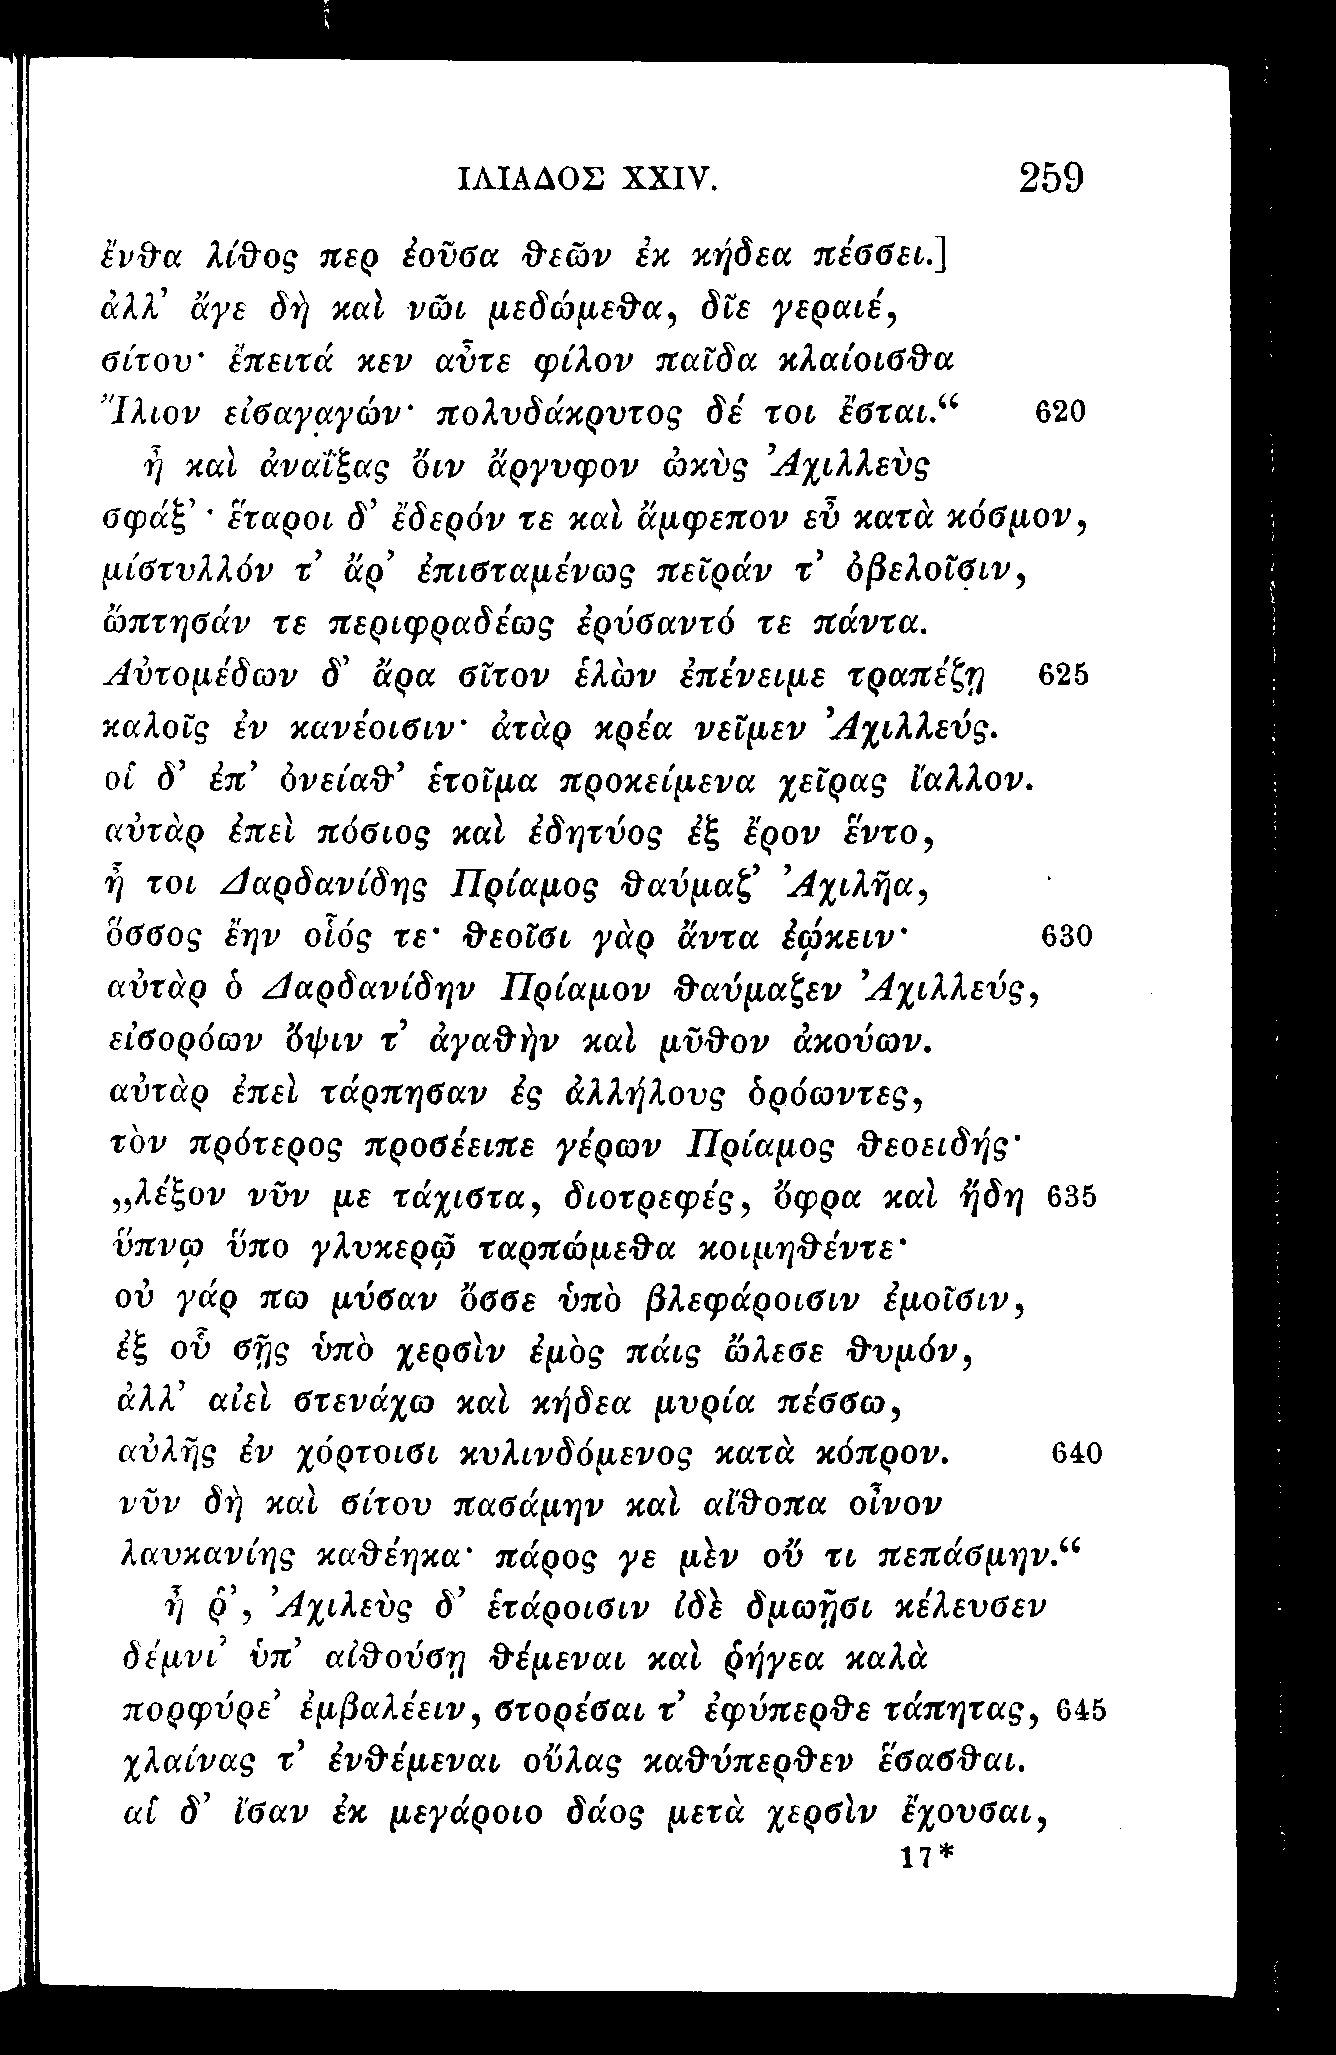 ΙΛΙΑΔΟΣ XXIV. 259
ἔνθα λίθος περ ἐοῦσα θεῶν ἐκ κήδεα πέσσει.]
ἀλλ’ ἄγε δὴ καὶ νῶι μεδώμεθα, δῖε γεραιέ,
σίτου· ἔπειτά κεν αὖτε φίλον παῖδα κλαίοισθα
Ἴλιον εἰσαγαγών· πολυδάκρυτος δέ τοι ἔσται.“ 620
ἦ καὶ ἀναΐξας ὄιν ἄργυφον ὠκὺς Ἀχιλλεὺς
σφάξ’· ἕταροι δ’ ἔδερόν τε καὶ ἄμφεπον εὖ κατὰ κόσμον,
μίστυλλόν τ’ ἄρ’ ἐπισταμένως πεῖράν τ’ ὀβελοῖσιν,
ὤπτησάν τε περιφραδέως ἐρύσαντό τε πάντα.
Αὐτομέδων δ’ ἄρα σῖτον ἑλὼν ἐπένειμε τραπέζῃ 625
καλοῖς ἐν κανέοισιν· ἀτὰρ κρέα νεῖμεν Ἀχιλλεύς.
οἱ δ’ ἐπ’ ὀνείαθ’ ἑτοῖμα προκείμενα χεῖρας ἴαλλον.
αὐτὰρ ἐπεὶ πόσιος καὶ ἐδητύος ἐξ ἔρον ἕντο,
ἦ τοι Δαρδανίδης Πρίαμος θαύμαζ’ Ἀχιλῆα,
ὅσσος ἔην οἷός τε· θεοῖσι γὰρ ἄντα ἐῴκειν· 630
αὐτὰρ ὁ Δαρδανίδην Πρίαμον θαύμαζεν Ἀχιλλεύς,
εἰσορόων ὄψιν τ’ ἀγαθὴν καὶ μῦθον ἀκούων.
αὐτὰρ ἐπεὶ τάρπησαν ἐς ἀλλήλους ὁρόωντες,
τὸν πρότερος προσέειπε γέρων Πρίαμος θεοειδής·
„λέξον νῦν με τάχιστα, διοτρεφές, ὄφρα καὶ ἤδη 635
ὕπνῳ ὕπο γλυκερῷ ταρπώμεθα κοιμηθέντε·
οὐ γάρ πω μύσαν ὄσσε ὑπὸ βλεφάροισιν ἐμοῖσιν,
ἐξ οὗ σῇς ὑπὸ χερσὶν ἐμὸς πάις ὤλεσε θυμόν,
ἀλλ’ αἰεὶ στενάχω καὶ κήδεα μυρία πέσσω,
αὐλῆς ἐν χόρτοισι κυλινδόμενος κατὰ κόπρον. 640
νῦν δὴ καὶ σίτου πασάμην καὶ αἴθοπα οἶνον
λαυκανίης καθέηκα· πάρος γε μὲν οὔ τι πεπάσμην.“
ἦ ῥ’, Ἀχιλεὺς δ’ ἑτάροισιν ἰδὲ δμωῇσι κέλευσεν
δέμνι’ ὑπ’ αἰθούσῃ θέμεναι καὶ ῥήγεα καλὰ
πορφύρε’ ἐμβαλέειν, στορέσαι τ’ ἐφύπερθε τάπητας, 645
χλαίνας τ’ ἐνθέμεναι οὔλας καθύπερθεν ἕσασθαι.
αἱ δ’ ἴσαν ἐκ μεγάροιο δάος μετὰ χερσὶν ἔχουσαι,
17*